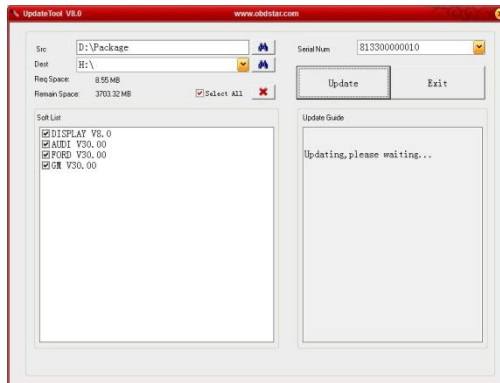 UpdateTool V8.0 www.obdstar.com
Src D:\Package
Dest H:\
Req Space: 8.55 MB
Remain Space: 3703.32 MB Select All
Serial Num 813300000010
Update Exit
Soft List
DISPLAY V8.0
AUDI V30.00
FORD V30.00
GM V30.00
Update Guide
Updating,please waiting...